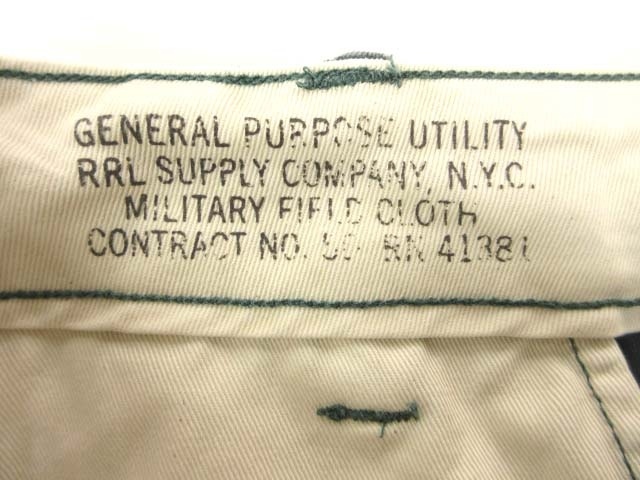 GENERAL PURPOSE UTILITY
RRL SUPPLY COMPANY, N.Y.C.
MILITARY FIELD CLOTH
CONTRACT NO. RN 41381